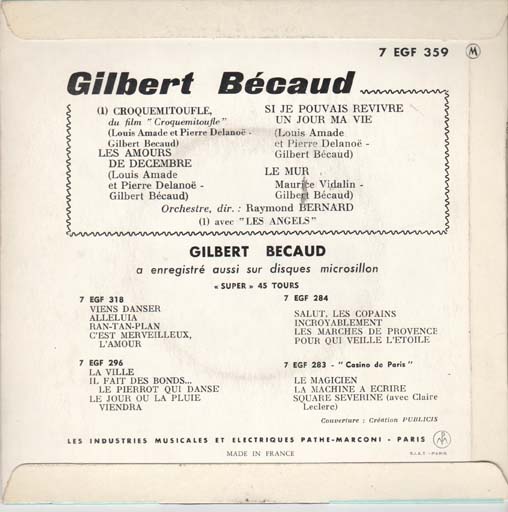 7 EGF 359 M
Gilbert Bécaud
(1) CROQUEMITOUFLE,
du film "Croquemitoufle"
(Louis Amade et Pierre Delanoë -
Gilbert Becaud)
LES AMOURS
DE DECEMBRE
(Louis Amade
et Pierre Delanoë -
Gilbert Bécaud)
SI JE POUVAIS REVIVRE
UN JOUR MA VIE
(Louis Amade
et Pierre Delanoë -
Gilbert Bécaud)
LE MUR
Maurice Vidalin -
Gilbert Bécaud)
Orchestre, dir. : Raymond BERNARD
(1) avec "LES ANGELS"
GILBERT BECAUD
a enregistré aussi sur disques microsillon
« SUPER » 45 TOURS
7 EGF 318
VIENS DANSER
ALLELUIA
RAN-TAN-PLAN
C'EST MERVEILLEUX,
L'AMOUR
7 EGF 296
LA VILLE
IL FAIT DES BONDS...
LE PIERROT QUI DANSE
LE JOUR OU LA PLUIE
VIENDRA
7 EGF 284
SALUT, LES COPAINS
INCROYABLEMENT
LES MARCHES DE PROVENCE
POUR QUI VEILLE L'ETOILE
7 EGF 283 - "Casino de Paris"
LE MAGICIEN
LA MACHINE A ECRIRE
SQUARE SEVERINE (avec Claire
Leclerc)
Couverture : Création PUBLICIS
LES INDUSTRIES MUSICALES ET ELECTRIQUES PATHE-MARCONI - PARIS
MADE IN FRANCE